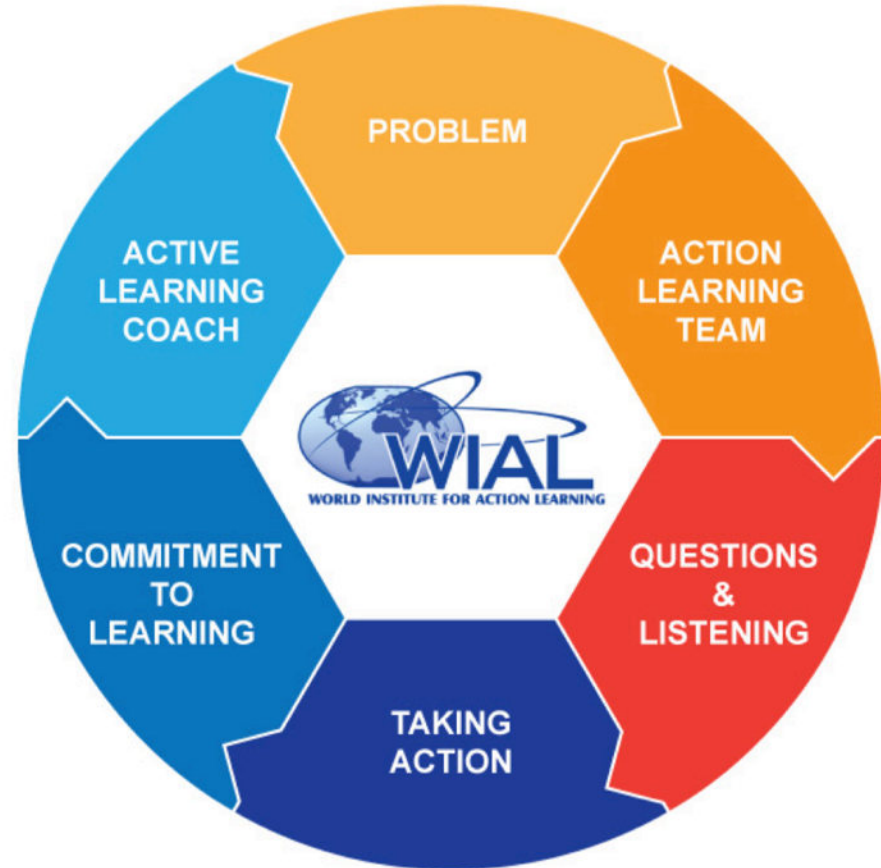 PROBLEM
ACTION
LEARNING
TEAM
QUESTIONS
&
LISTENING
TAKING
ACTION
COMMITMENT
TO
LEARNING
ACTIVE
LEARNING
COACH
WIAL
WORLD INSTITUTE FOR ACTION LEARNING